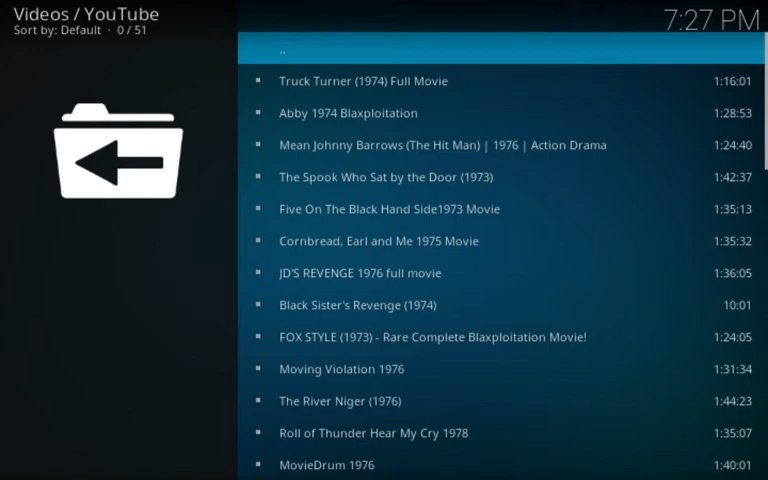 Videos / YouTube
Sort by: Default · 0 / 51
7:27 PM
..
Truck Turner (1974) Full Movie 1:16:01
Abby 1974 Blaxploitation 1:28:53
Mean Johnny Barrows (The Hit Man) | 1976 | Action Drama 1:24:40
The Spook Who Sat by the Door (1973) 1:42:37
Five On The Black Hand Side1973 Movie 1:35:13
Cornbread, Earl and Me 1975 Movie 1:35:32
JD'S REVENGE 1976 full movie 1:36:05
Black Sister's Revenge (1974) 10:01
FOX STYLE (1973) - Rare Complete Blaxploitation Movie! 1:24:05
Moving Violation 1976 1:31:34
The River Niger (1976) 1:44:23
Roll of Thunder Hear My Cry 1978 1:35:07
MovieDrum 1976 1:40:01